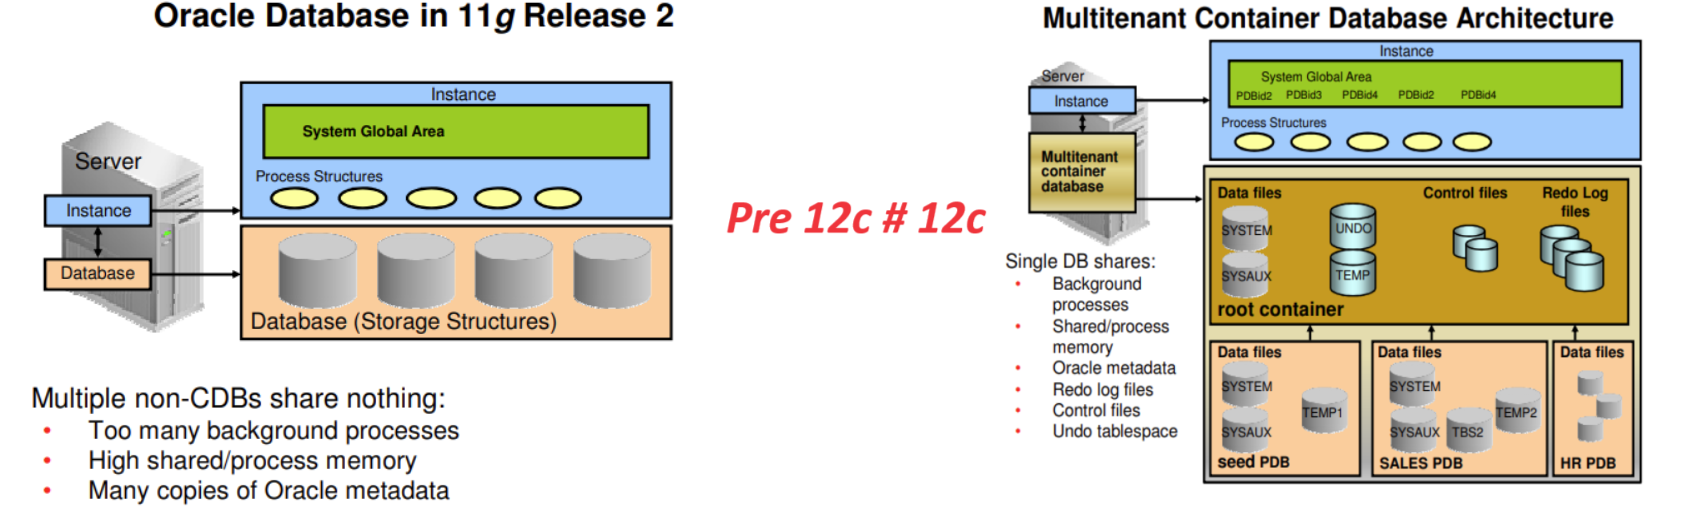 Oracle Database in 11g Release 2
Instance
System Global Area
Process Structures
Server
Instance
Database
Database (Storage Structures)
Multiple non-CDBs share nothing:
• Too many background processes
• High shared/process memory
• Many copies of Oracle metadata
Pre 12c # 12c
Multitenant Container Database Architecture
Server
Instance
Multitenant
container
database
Instance
System Global Area
PDBid2 PDBid3 PDBid4 PDBid2 PDBid4
Process Structures
Data files
SYSTEM
SYSAUX
UNDO
TEMP
Control files
Redo Log
files
root container
Data files
SYSTEM
SYSAUX
TEMP1
seed PDB
Data files
SYSTEM
SYSAUX
TBS2
TEMP2
SALES PDB
Data files
HR PDB
Single DB shares:
• Background
processes
• Shared/process
memory
• Oracle metadata
• Redo log files
• Control files
• Undo tablespace